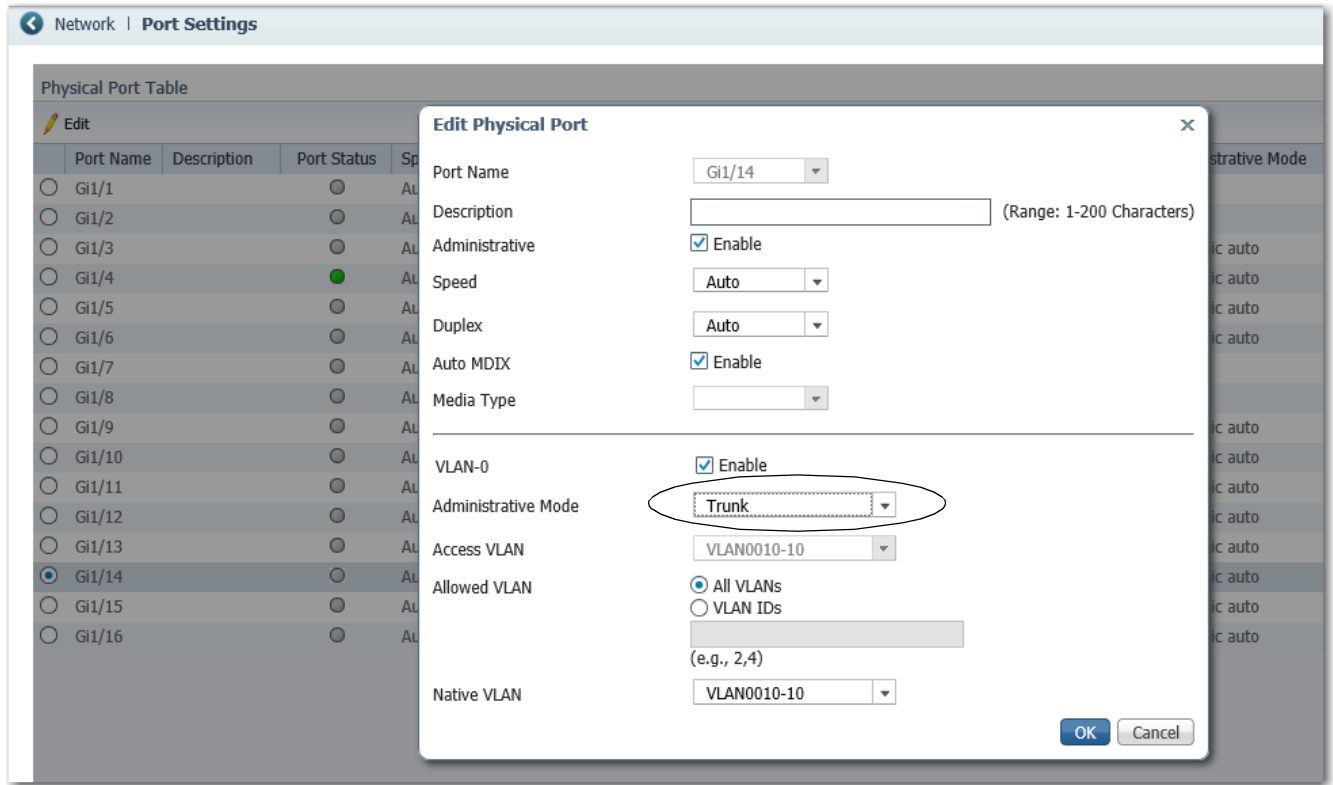 Network | Port Settings
Physical Port Table
Edit
Port Name Description Port Status Sp strative Mode
Gi1/1 Au
Gi1/2 Au
Gi1/3 Au ic auto
Gi1/4 Au ic auto
Gi1/5 Au ic auto
Gi1/6 Au ic auto
Gi1/7 Au
Gi1/8 Au
Gi1/9 Au ic auto
Gi1/10 Au ic auto
Gi1/11 Au ic auto
Gi1/12 Au ic auto
Gi1/13 Au ic auto
Gi1/14 Au ic auto
Gi1/15 Au ic auto
Gi1/16 Au ic auto
Edit Physical Port
Port Name Gi1/14
Description (Range: 1-200 Characters)
Administrative Enable
Speed Auto
Duplex Auto
Auto MDIX Enable
Media Type
VLAN-0 Enable
Administrative Mode Trunk
Access VLAN VLAN0010-10
Allowed VLAN All VLANs
VLAN IDs
(e.g., 2,4)
Native VLAN VLAN0010-10
OK Cancel